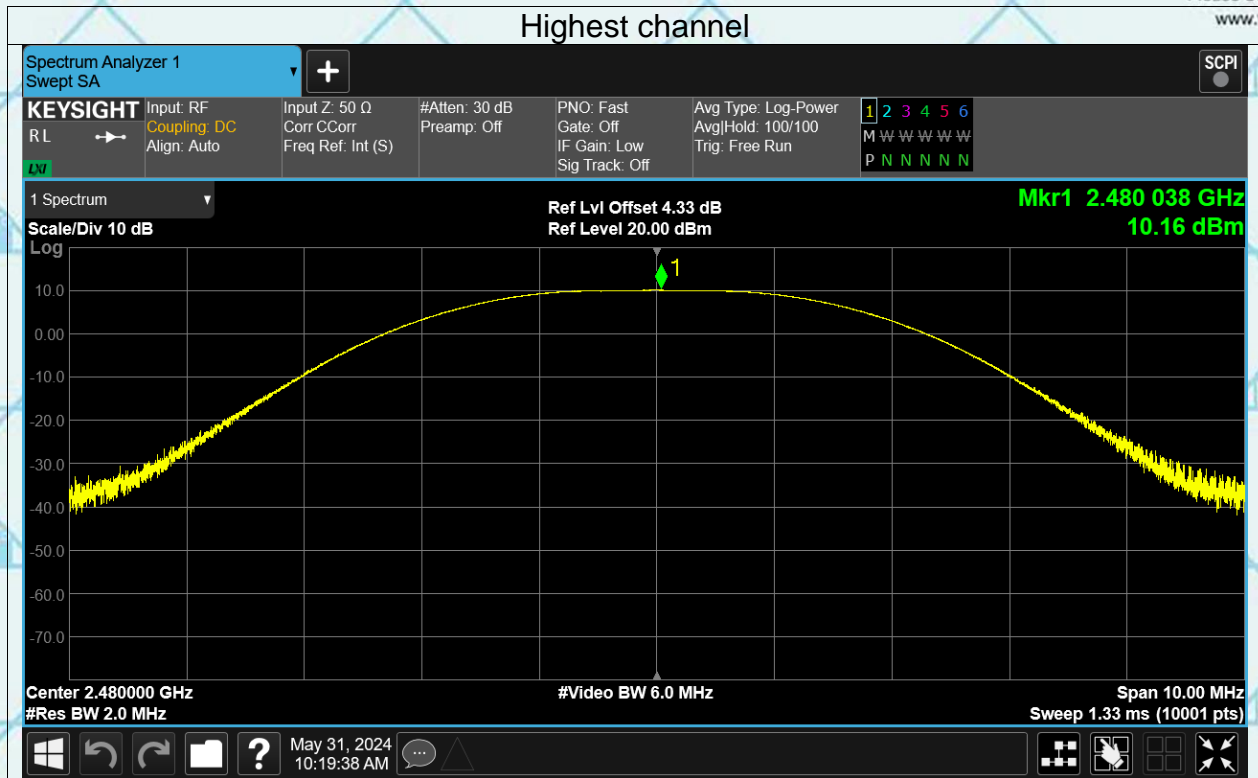 www.
Highest channel
Spectrum Analyzer 1
Swept SA
+
SCPI
KEYSIGHT
R L
LXI
Input: RF
Coupling: DC
Align: Auto
Input Z: 50 Ω
Corr CCorr
Freq Ref: Int (S)
#Atten: 30 dB
Preamp: Off
PNO: Fast
Gate: Off
IF Gain: Low
Sig Track: Off
Avg Type: Log-Power
Avg|Hold: 100/100
Trig: Free Run
1 2 3 4 5 6
M W W W W W
P N N N N N
1 Spectrum
Scale/Div 10 dB
Log
Ref Lvl Offset 4.33 dB
Ref Level 20.00 dBm
Mkr1 2.480 038 GHz
10.16 dBm
1
10.0
0.00
-10.0
-20.0
-30.0
-40.0
-50.0
-60.0
-70.0
Center 2.480000 GHz
#Res BW 2.0 MHz
#Video BW 6.0 MHz
Span 10.00 MHz
Sweep 1.33 ms (10001 pts)
?
May 31, 2024
10:19:38 AM